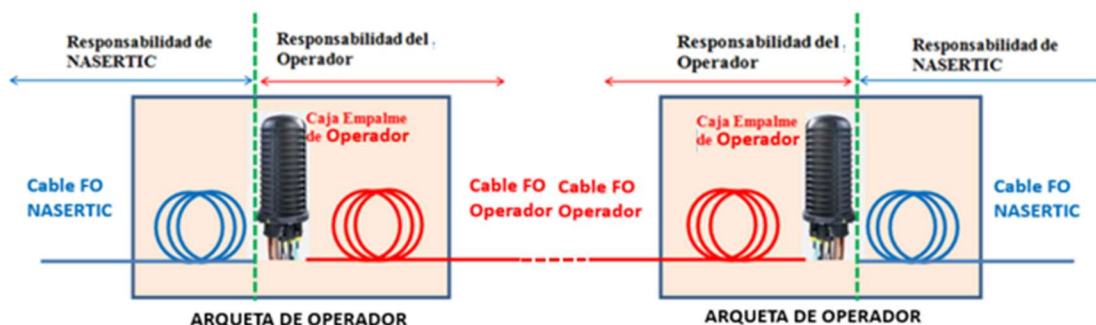 Responsabilidad de
NASERTIC
Responsabilidad del
Operador
Responsabilidad del
Operador
Responsabilidad de
NASERTIC
Caja Empalme
de Operador
Caja Empalme
de Operador
Cable FO
NASERTIC
Cable FO
Operador
Cable FO
Operador
Cable FO
NASERTIC
ARQUETA DE OPERADOR
ARQUETA DE OPERADOR